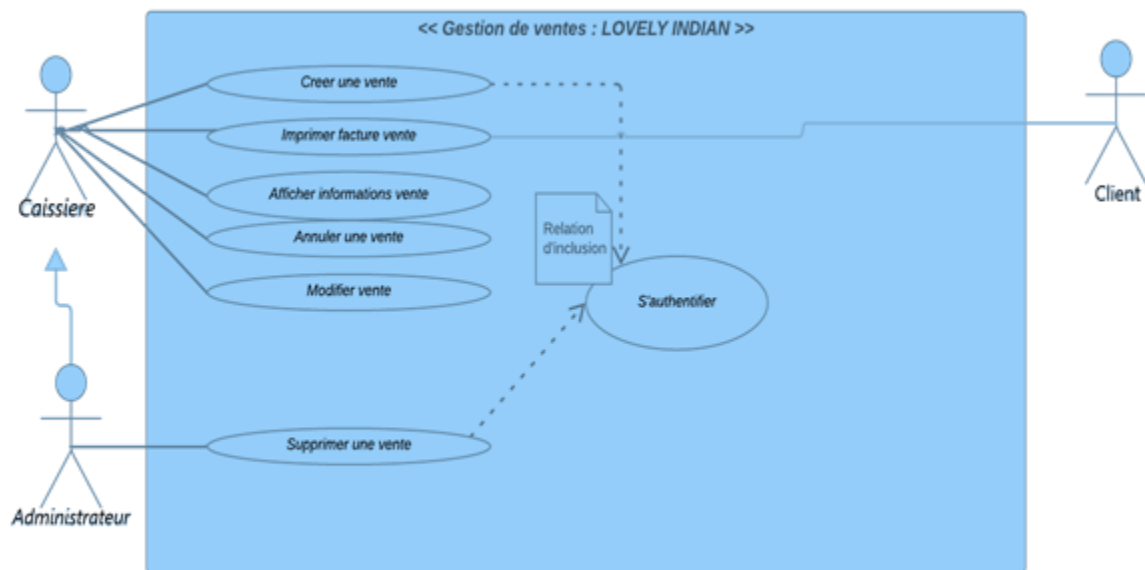 << Gestion de ventes : LOVELY INDIAN >>
Creer une vente
Imprimer facture vente
Afficher informations vente
Annuler une vente
Modifier vente
Caissiere
Relation
d'inclusion
S'authentifier
Client
Supprimer une vente
Administrateur